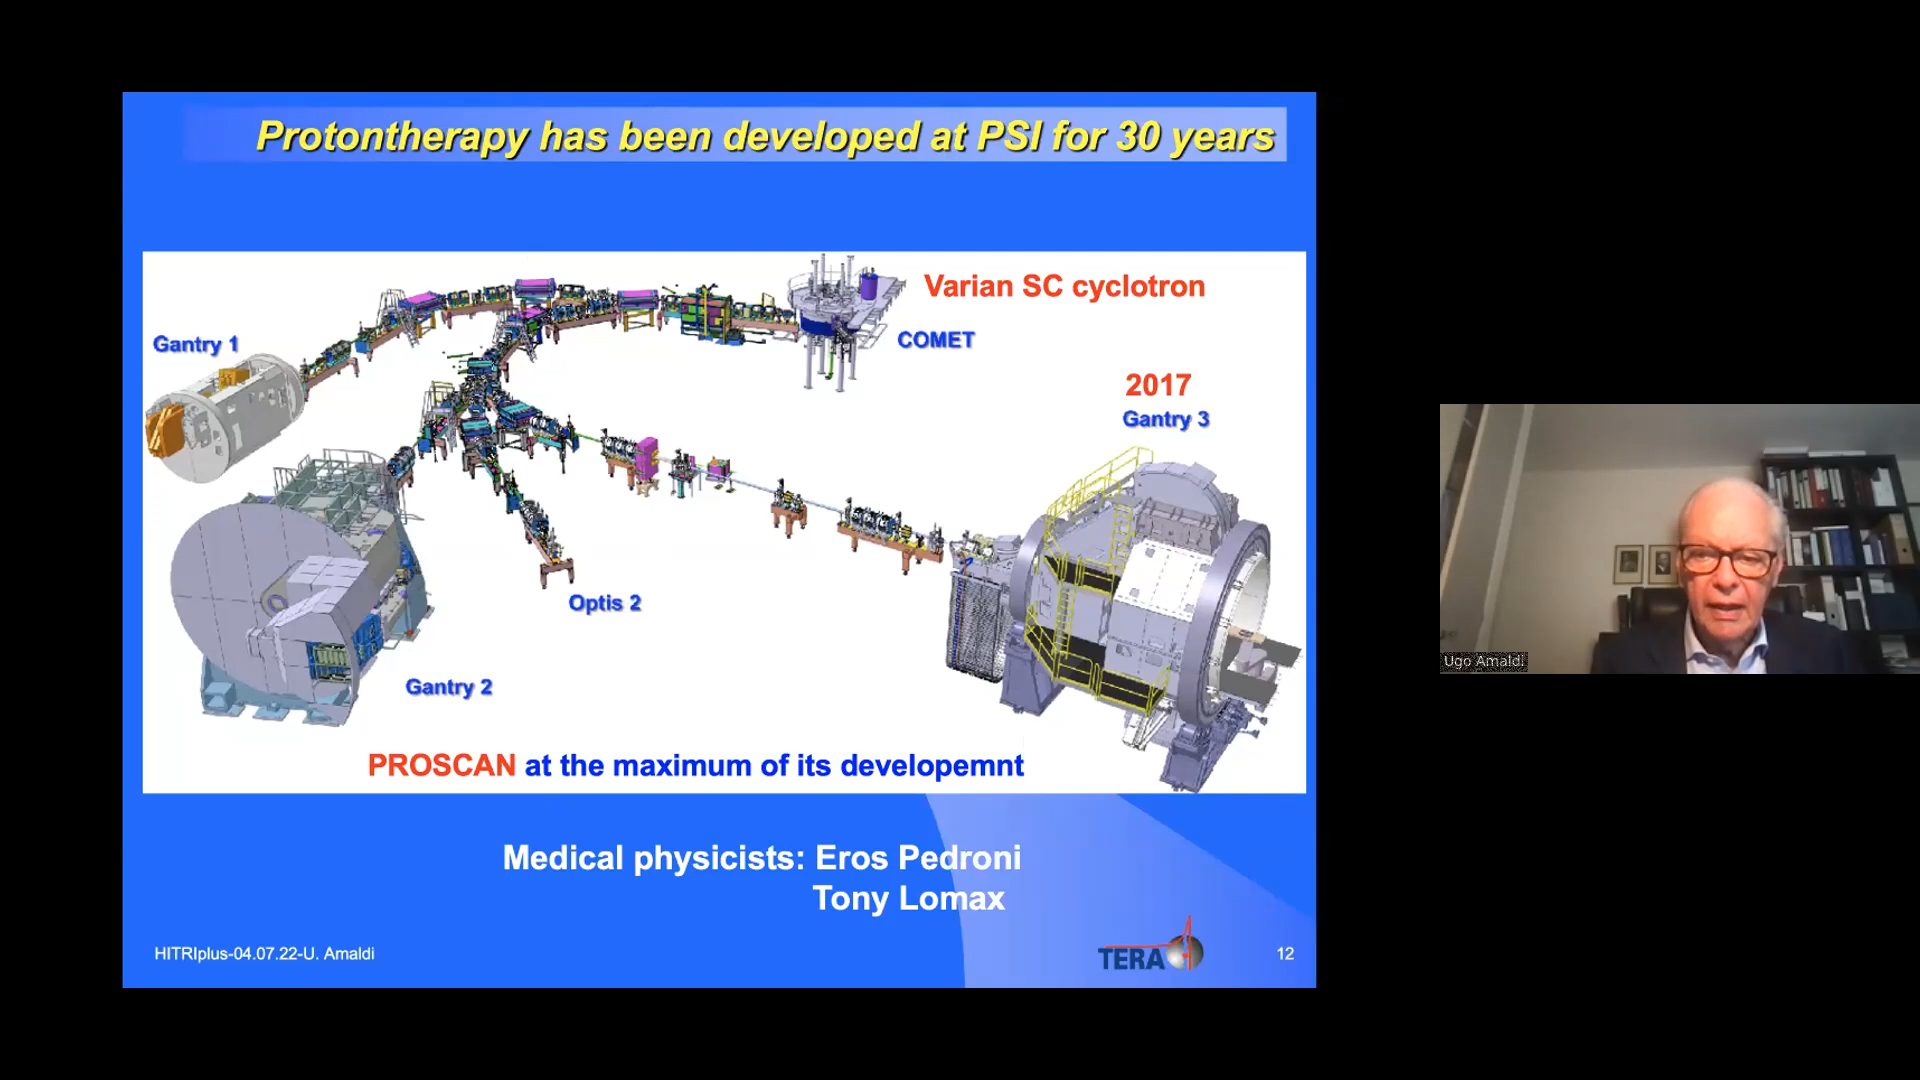 Protontherapy has been developed at PSI for 30 years
Varian SC cyclotron
COMET
Gantry 1
2017
Gantry 3
Optis 2
Gantry 2
PROSCAN at the maximum of its developemnt
Medical physicists: Eros Pedroni
Tony Lomax
HITRIplus-04.07.22-U. Amaldi
TERA
12
Ugo Amaldi